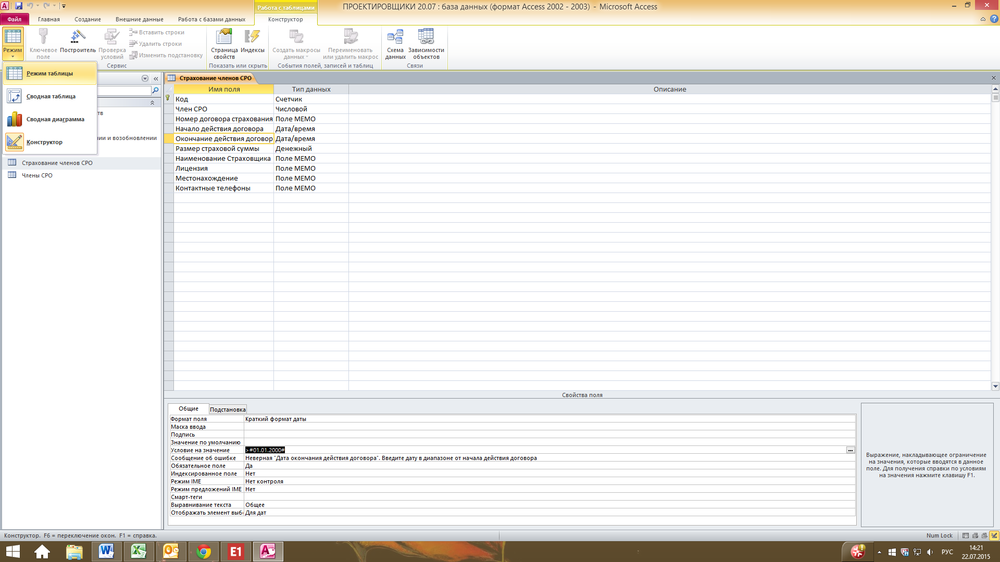 Работа с таблицами
ПРОЕКТИРОВЩИКИ 20.07 : база данных (формат Access 2002 - 2003) - Microsoft Access
Файл
Главная
Создание
Внешние данные
Работа с базами данных
Конструктор
Режим
Ключевое поле
Построитель
Проверка условий
Вставить строки
Удалить строки
Изменить подстановку
Сервис
Страница свойств
Индексы
Показать или скрыть
Создать макросы данных
Переименовать или удалить макрос
События полей, записей и таблиц
Схема данных
Зависимости объектов
Связи
Режим таблицы
Сводная таблица
Сводная диаграмма
Конструктор
тв
ии и возобновлении
Страхование членов СРО
Члены СРО
Страхование членов СРО
Имя поля Тип данных Описание
Код Счетчик
Член СРО Числовой
Номер договора страхования Поле МЕМО
Начало действия договора Дата/время
Окончание действия договор Дата/время
Размер страховой суммы Денежный
Наименование Страховщика Поле МЕМО
Лицензия Поле МЕМО
Местонахождение Поле МЕМО
Контактные телефоны Поле МЕМО
Свойства поля
Общие Подстановка
Формат поля Краткий формат даты
Маска ввода
Подпись
Значение по умолчанию
Условие на значение >#01.01.2000#
Сообщение об ошибке Неверная "Дата окончания действия договора". Введите дату в диапазоне от начала действия договора
Обязательное поле Да
Индексированное поле Нет
Режим IME Нет контроля
Режим предложений IME Нет
Смарт-теги
Выравнивание текста Общее
Отображать элемент выб Для дат
Выражение, накладывающее ограничение
на значения, которые вводятся в данное
поле. Для получения справки по условиям
на значения нажмите клавишу F1.
Конструктор. F6 = переключение окон. F1 = справка.
Num Lock
E1
РУС
14:21
22.07.2015